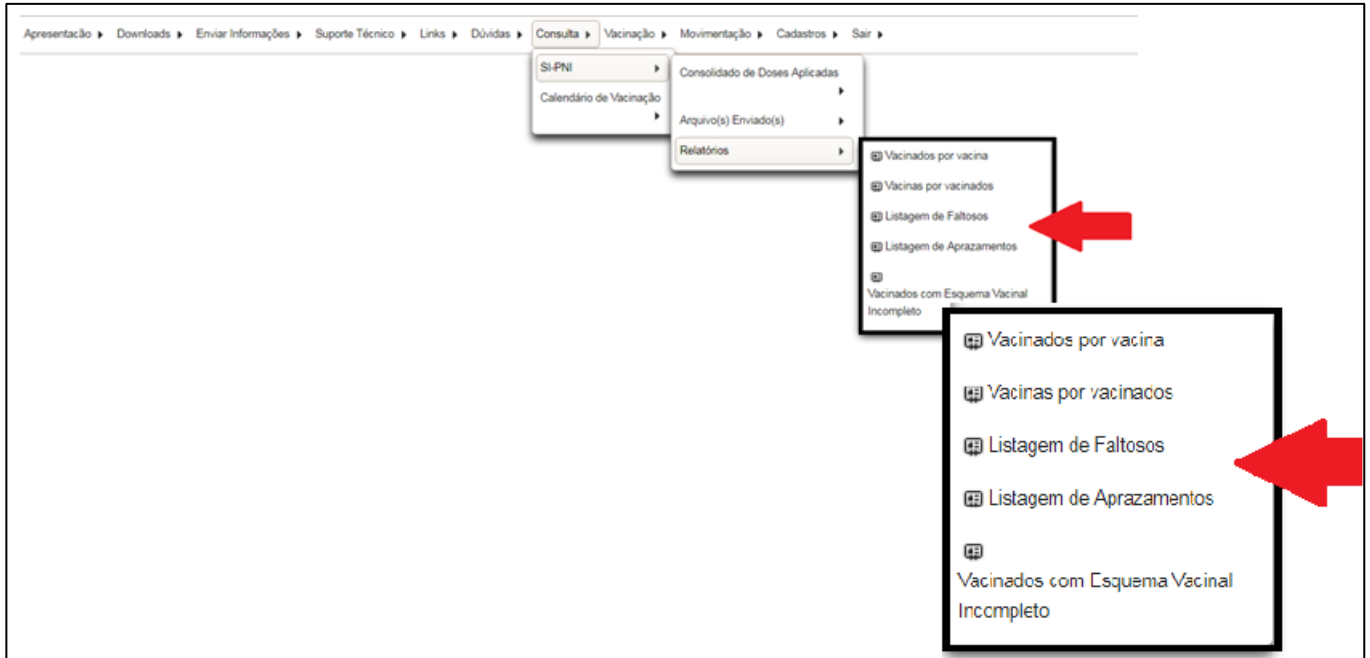 Apresentacão Downloads Enviar Informações Suporte Técnico Links Dúvidas Consulta Vacinação Movimentação Cadastros Sair
SI-PNI
Calendário de Vacinação
Consolidado de Doses Aplicadas
Arquivo(s) Enviado(s)
Relatórios
Vacinados por vacina
Vacinas por vacinados
Listagem de Faltosos
Listagem de Aprazamentos
Vacinados com Esquema Vacinal
Incompleto
Vacinados por vacina
Vacinas por vacinados
Listagem de Faltosos
Listagem de Aprazamentos
Vacinados com Esquema Vacinal
Incompleto